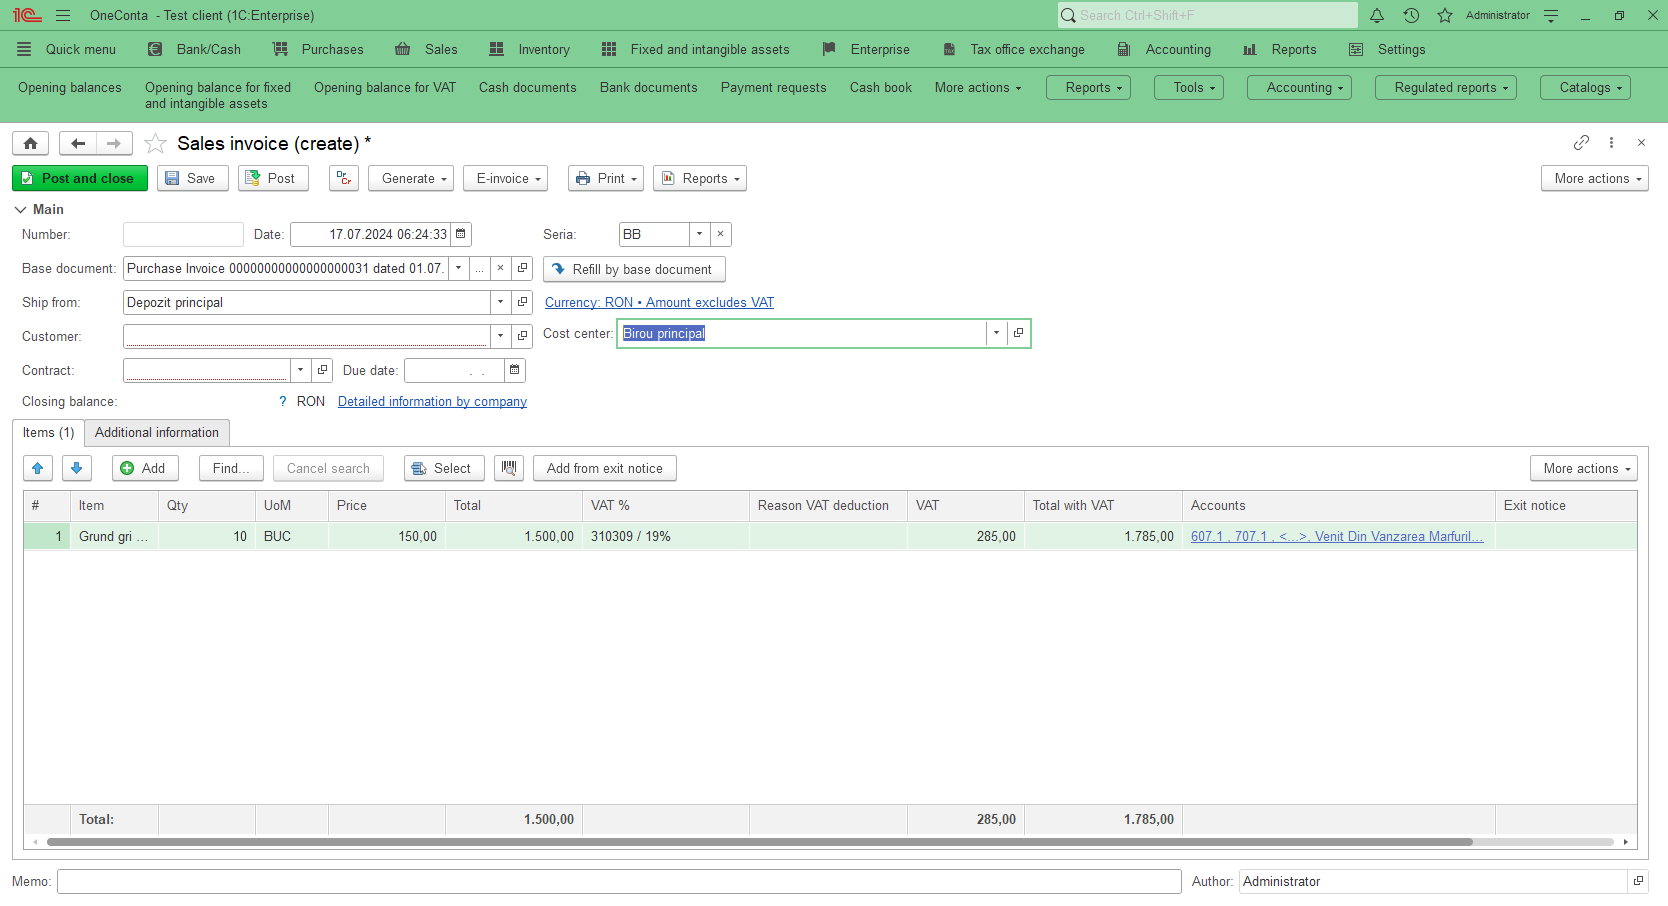 OneConta - Test client (1C:Enterprise)
Search Ctrl+Shift+F
Administrator
Quick menu Bank/Cash Purchases Sales Inventory Fixed and intangible assets Enterprise Tax office exchange Accounting Reports Settings
Opening balances
Opening balance for fixed
and intangible assets
Opening balance for VAT
Cash documents
Bank documents
Payment requests
Cash book
More actions
Reports
Tools
Accounting
Regulated reports
Catalogs
Sales invoice (create) *
Post and close Save Post Dr Cr Generate E-invoice Print Reports More actions
Main
Number: Date: 17.07.2024 06:24:33 Seria: BB
Base document: Purchase Invoice 00000000000000000031 dated 01.07. ... Refill by base document
Ship from: Depozit principal Currency: RON • Amount excludes VAT
Customer: Cost center: Birou principal
Contract: Due date: . .
Closing balance: ? RON Detailed information by company
Items (1) Additional information
Add Find... Cancel search Select Add from exit notice More actions
# Item Qty UoM Price Total VAT % Reason VAT deduction VAT Total with VAT Accounts Exit notice
1 Grund gri ... 10 BUC 150,00 1.500,00 310309 / 19% 285,00 1.785,00 607.1 , 707.1 , <...>, Venit Din Vanzarea Marfuril...
Total: 1.500,00 285,00 1.785,00
Memo: Author: Administrator